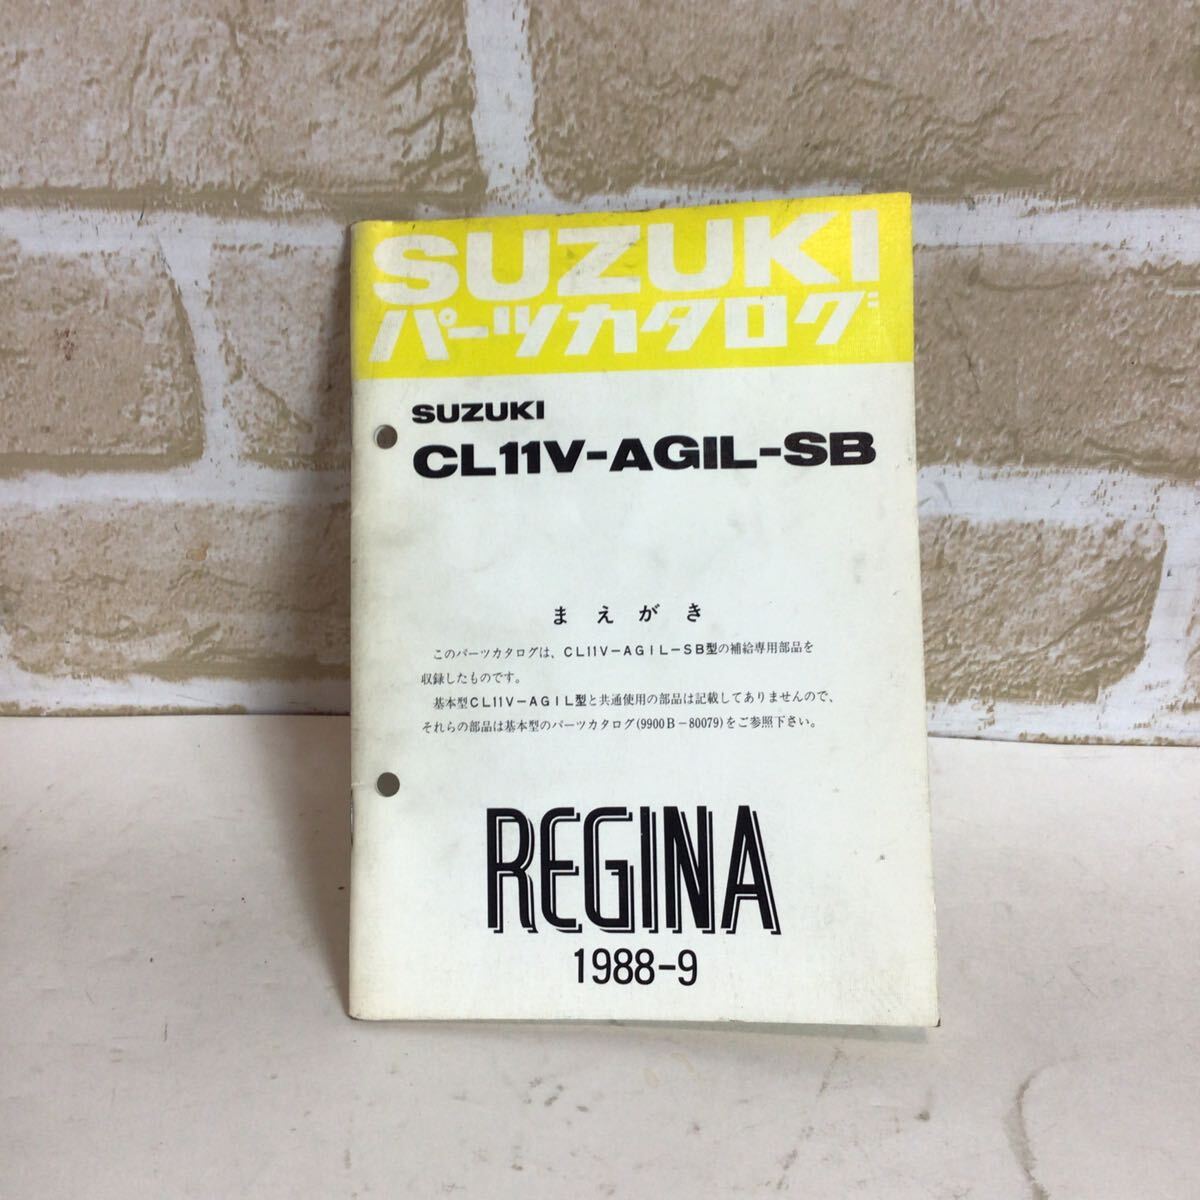 SUZUKI
パーツカタログ
SUZUKI
CL11V-AGIL-SB
まえがき
このパーツカタログは、CL11V-AGIL-SB型の補給専用部品を
収録したものです。
基本型CL11V-AGIL型と共通使用の部品は記載してありませんので、
それらの部品は基本型のパーツカタログ(9900B-80079)をご参照下さい。
REGINA
1988-9